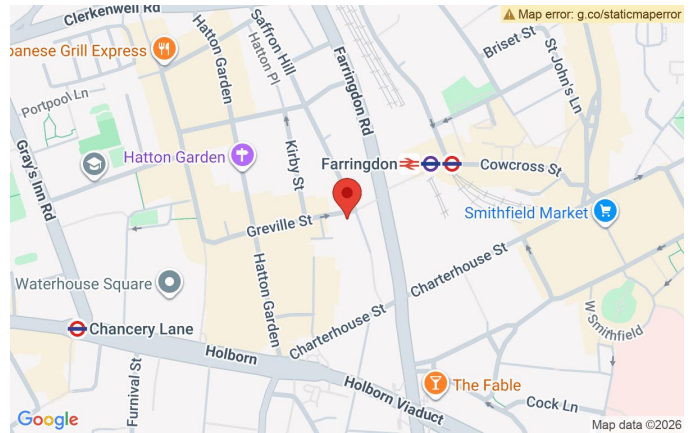 Clerkenwell Rd
Map error: g.co/staticmaperror
panese Grill Express
Hatton Garden
Saffron Hill
Hatton Pl
Farringdon Rd
Briset St
St John's Ln
Portpool Ln
Gray's Inn Rd
Hatton Garden
Kirby St
Farringdon
Cowcross St
Greville St
Smithfield Market
Waterhouse Square
Hatton Garden
Charterhouse St
W Smithfield
Chancery Lane
Holborn
Charterhouse St
Furnival St
Holborn Viaduct
The Fable
Cock Ln
Google
Map data ©2026